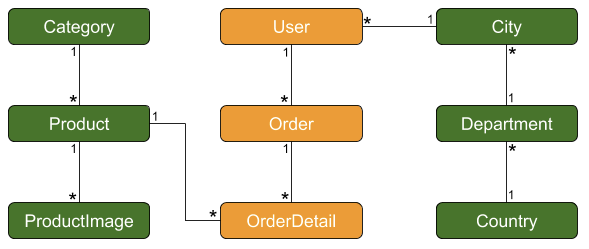 Category
User
City
1
1
*
1
*
*
*
1
Product
1
Order
Department
1
1
*
*
*
*
1
ProductImage
OrderDetail
Country